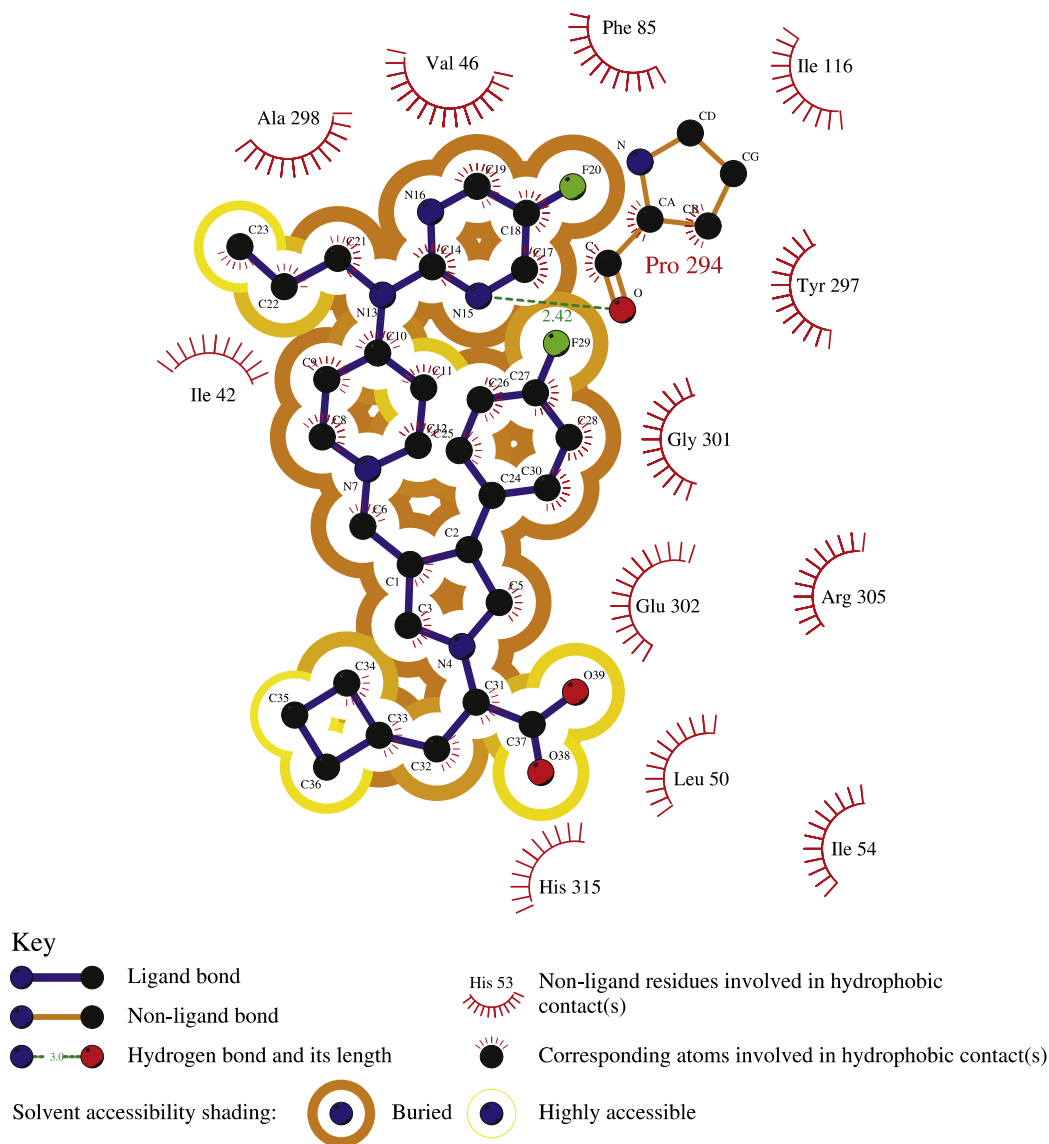 Phe 85
Val 46
Ile 116
Ala 298
CD
N
C19
F20
CG
N16
CA
CB
C23
C21
C18
C14
C17
C
Pro 294
Tyr 297
C22
N13
N15
O
2.42
C10
F29
C9
C11
C26
C27
Ile 42
C8
C12
C25
C28
Gly 301
N7
C24
C30
C6
C2
C1
C5
Glu 302
Arg 305
C3
N4
C34
C31
O39
C35
C33
C37
C32
O38
C36
Leu 50
Ile 54
His 315
Key
Ligand bond
His 53
Non-ligand residues involved in hydrophobic
contact(s)
Non-ligand bond
3.0
Hydrogen bond and its length
Corresponding atoms involved in hydrophobic contact(s)
Solvent accessibility shading:
Buried
Highly accessible